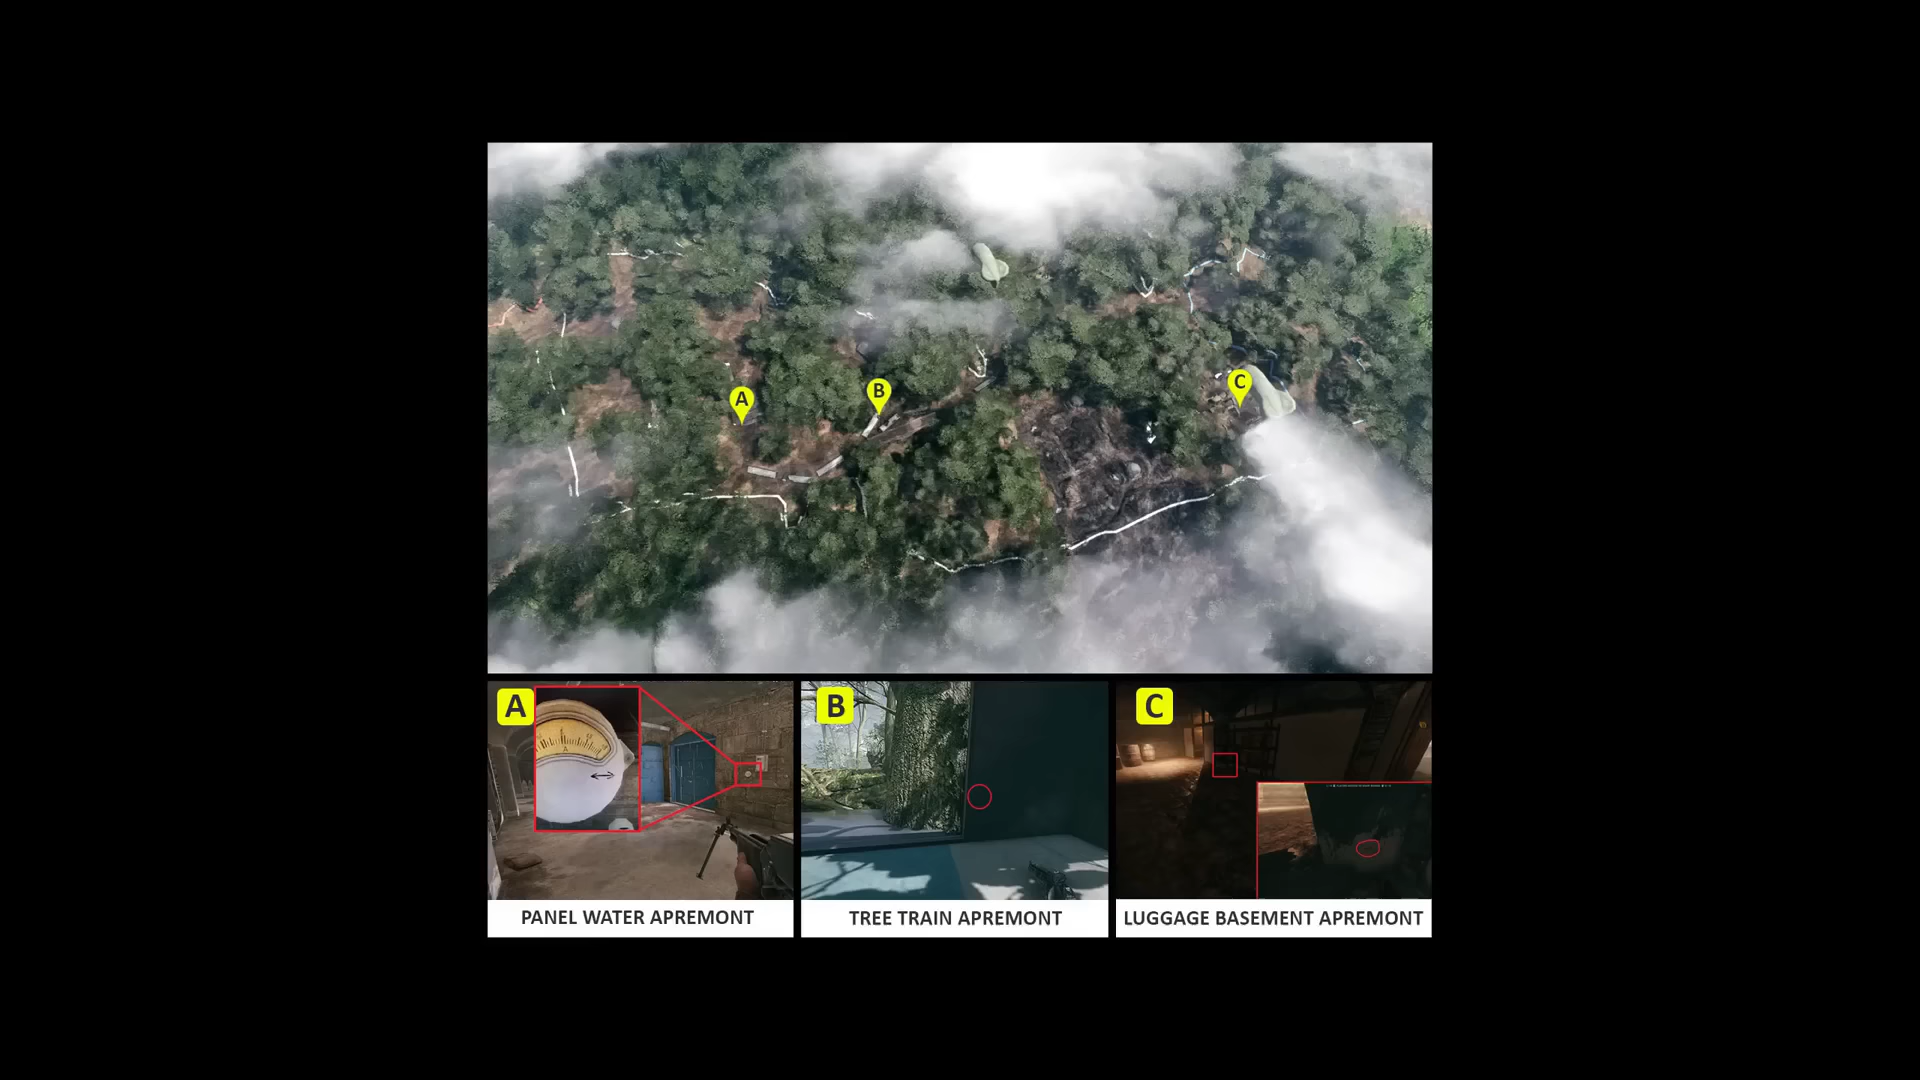 A
B
C
A
B
C
PANEL WATER APREMONT
TREE TRAIN APREMONT
LUGGAGE BASEMENT APREMONT